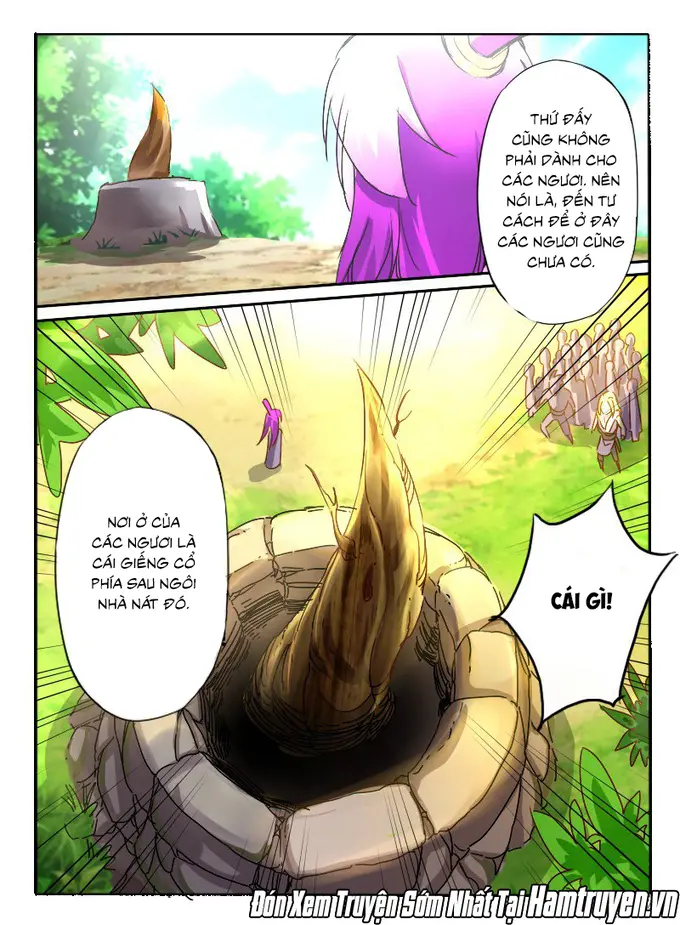 THỨ ĐẤY
CŨNG KHÔNG
PHẢI DÀNH CHO
CÁC NGƯƠI. NÊN
NÓI LÀ, ĐẾN TƯ
CÁCH ĐỂ Ở ĐÂY
CÁC NGƯƠI CŨNG
CHƯA CÓ.
NƠI Ở CỦA
CÁC NGƯƠI LÀ
CÁI GIẾNG CỔ
PHÍA SAU NGÔI
NHÀ NÁT ĐÓ.
CÁI GÌ!
Đón Xem Truyện Sớm Nhất Tại Hamtruyen.vn